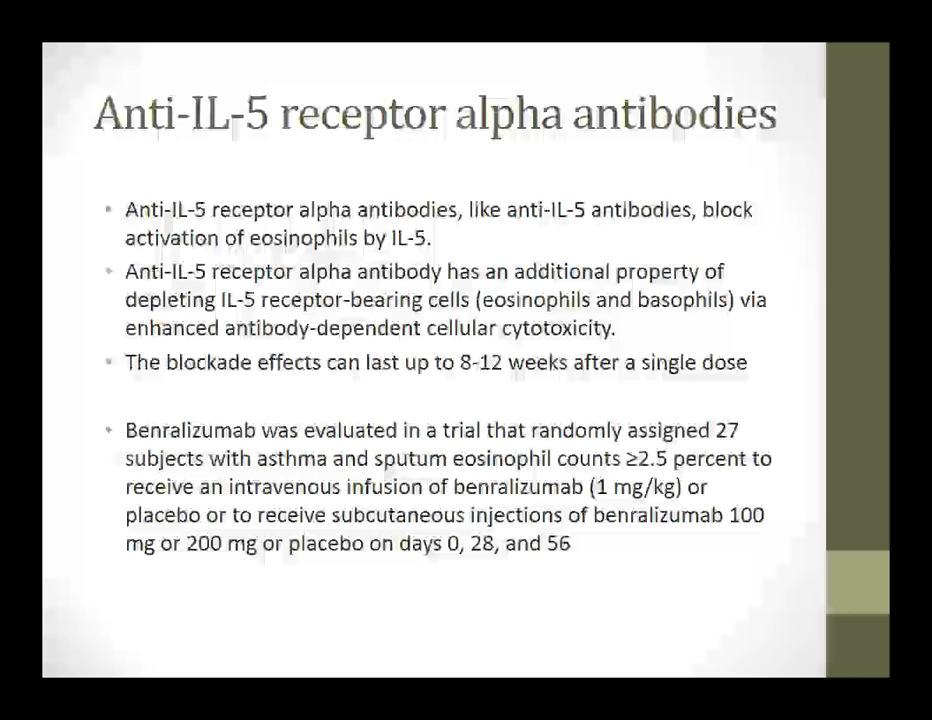 Anti-IL-5 receptor alpha antibodies
• Anti-IL-5 receptor alpha antibodies, like anti-IL-5 antibodies, block
activation of eosinophils by IL-5.
• Anti-IL-5 receptor alpha antibody has an additional property of
depleting IL-5 receptor-bearing cells (eosinophils and basophils) via
enhanced antibody-dependent cellular cytotoxicity.
• The blockade effects can last up to 8-12 weeks after a single dose
• Benralizumab was evaluated in a trial that randomly assigned 27
subjects with asthma and sputum eosinophil counts ≥2.5 percent to
receive an intravenous infusion of benralizumab (1 mg/kg) or
placebo or to receive subcutaneous injections of benralizumab 100
mg or 200 mg or placebo on days 0, 28, and 56